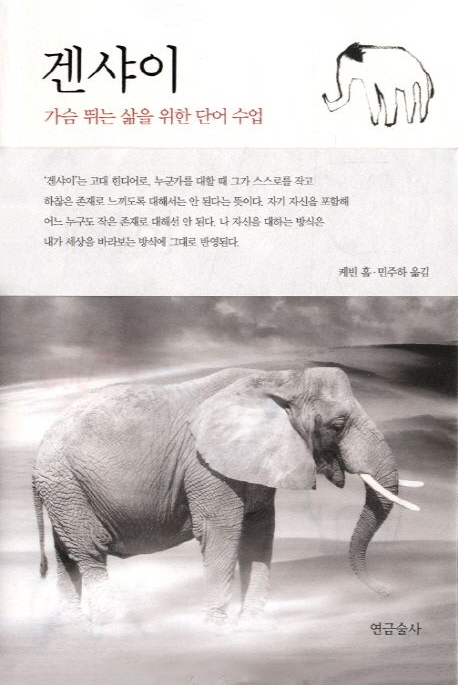 겐샤이
가슴 뛰는 삶을 위한 단어 수업
'겐샤이'는 고대 힌디어로, 누군가를 대할 때 그가 스스로를 작고
하찮은 존재로 느끼도록 대해서는 안 된다는 뜻이다. 자기 자신을 포함해
어느 누구도 작은 존재로 대해선 안 된다. 나 자신을 대하는 방식은
내가 세상을 바라보는 방식에 그대로 반영된다.
케빈 홀·민주하 옮김
연금술사